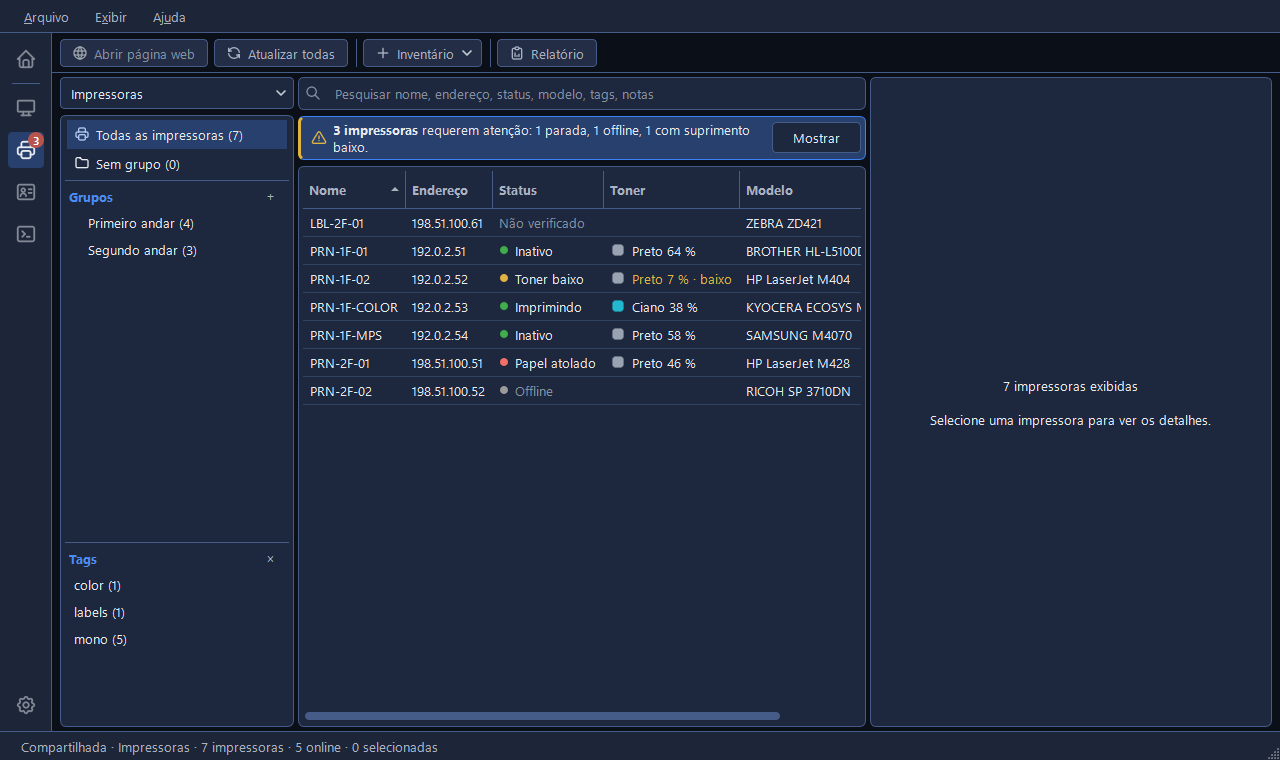 Arquivo Exibir Ajuda
Abrir página web Atualizar todas Inventário Relatório
Impressoras
Pesquisar nome, endereço, status, modelo, tags, notas
3
Todas as impressoras (7)
Sem grupo (0)
Grupos +
Primeiro andar (4)
Segundo andar (3)
Tags ×
color (1)
labels (1)
mono (5)
3 impressoras requerem atenção: 1 parada, 1 offline, 1 com suprimento
baixo.
Mostrar
Nome Endereço Status Toner Modelo
LBL-2F-01 198.51.100.61 Não verificado ZEBRA ZD421
PRN-1F-01 192.0.2.51 Inativo Preto 64 % BROTHER HL-L5100D
PRN-1F-02 192.0.2.52 Toner baixo Preto 7 % · baixo HP LaserJet M404
PRN-1F-COLOR 192.0.2.53 Imprimindo Ciano 38 % KYOCERA ECOSYS M
PRN-1F-MPS 192.0.2.54 Inativo Preto 58 % SAMSUNG M4070
PRN-2F-01 198.51.100.51 Papel atolado Preto 46 % HP LaserJet M428
PRN-2F-02 198.51.100.52 Offline RICOH SP 3710DN
7 impressoras exibidas
Selecione uma impressora para ver os detalhes.
Compartilhada · Impressoras · 7 impressoras · 5 online · 0 selecionadas